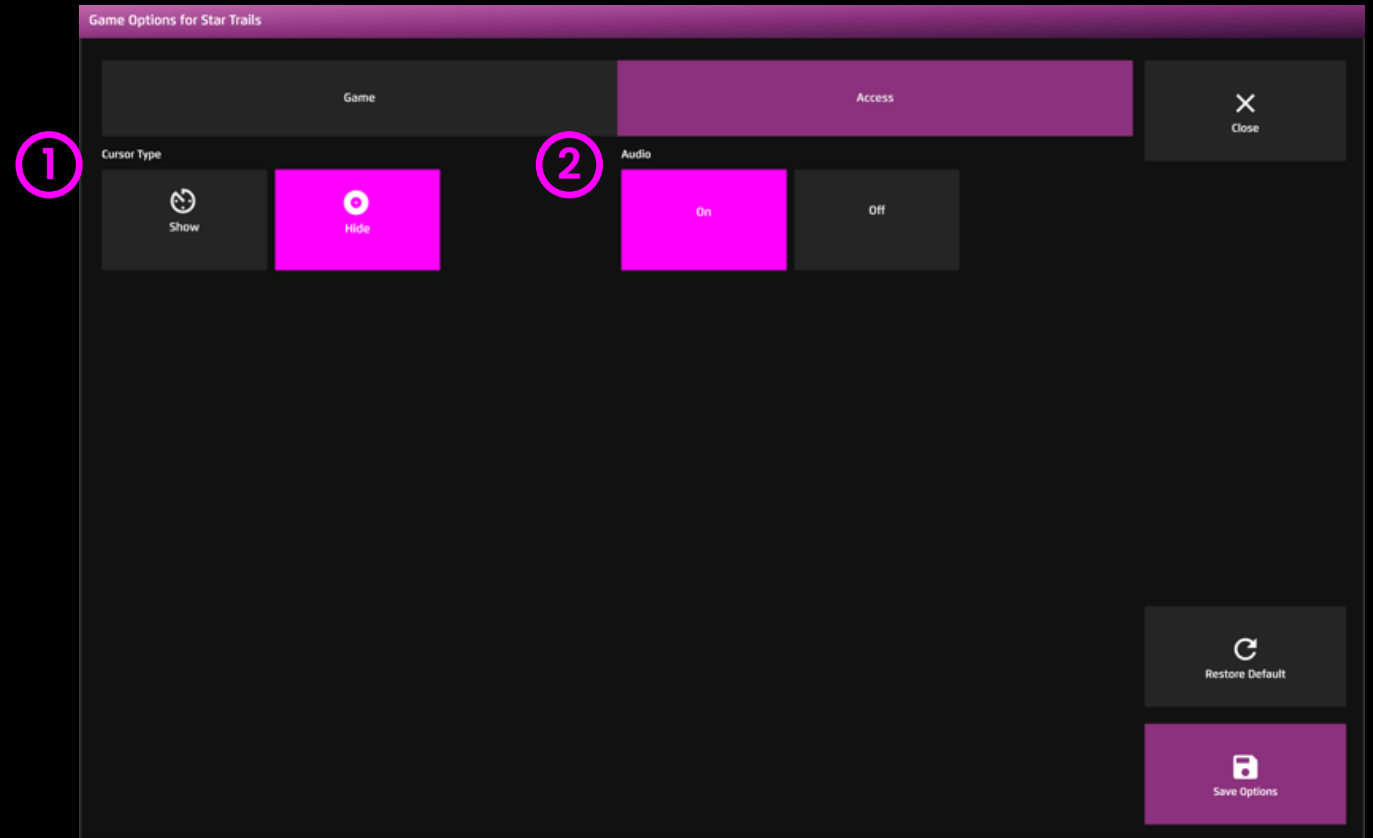 Game Options for Star Trails
Game
Access
Close
1
Cursor Type
2
Audio
Show
Hide
On
Off
Restore Default
Save Options